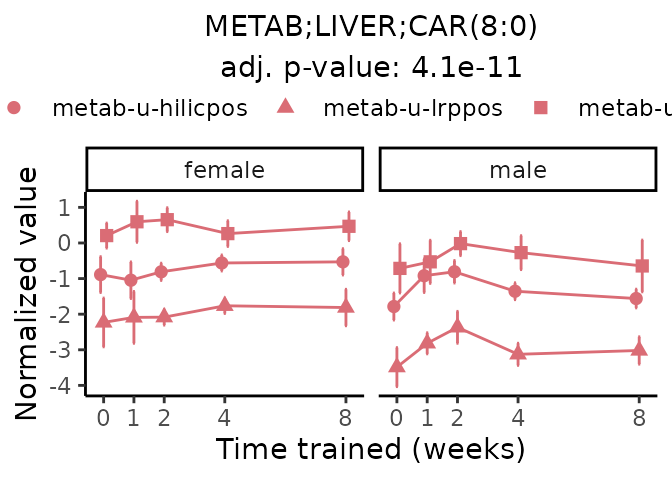 METAB;LIVER;CAR(8:0)
adj. p-value: 4.1e-11
metab-u-hilicpos metab-u-lrppos metab-u
female male
Normalized value
1
0
-1
-2
-3
-4
0 1 2 4 8 0 1 2 4 8
Time trained (weeks)